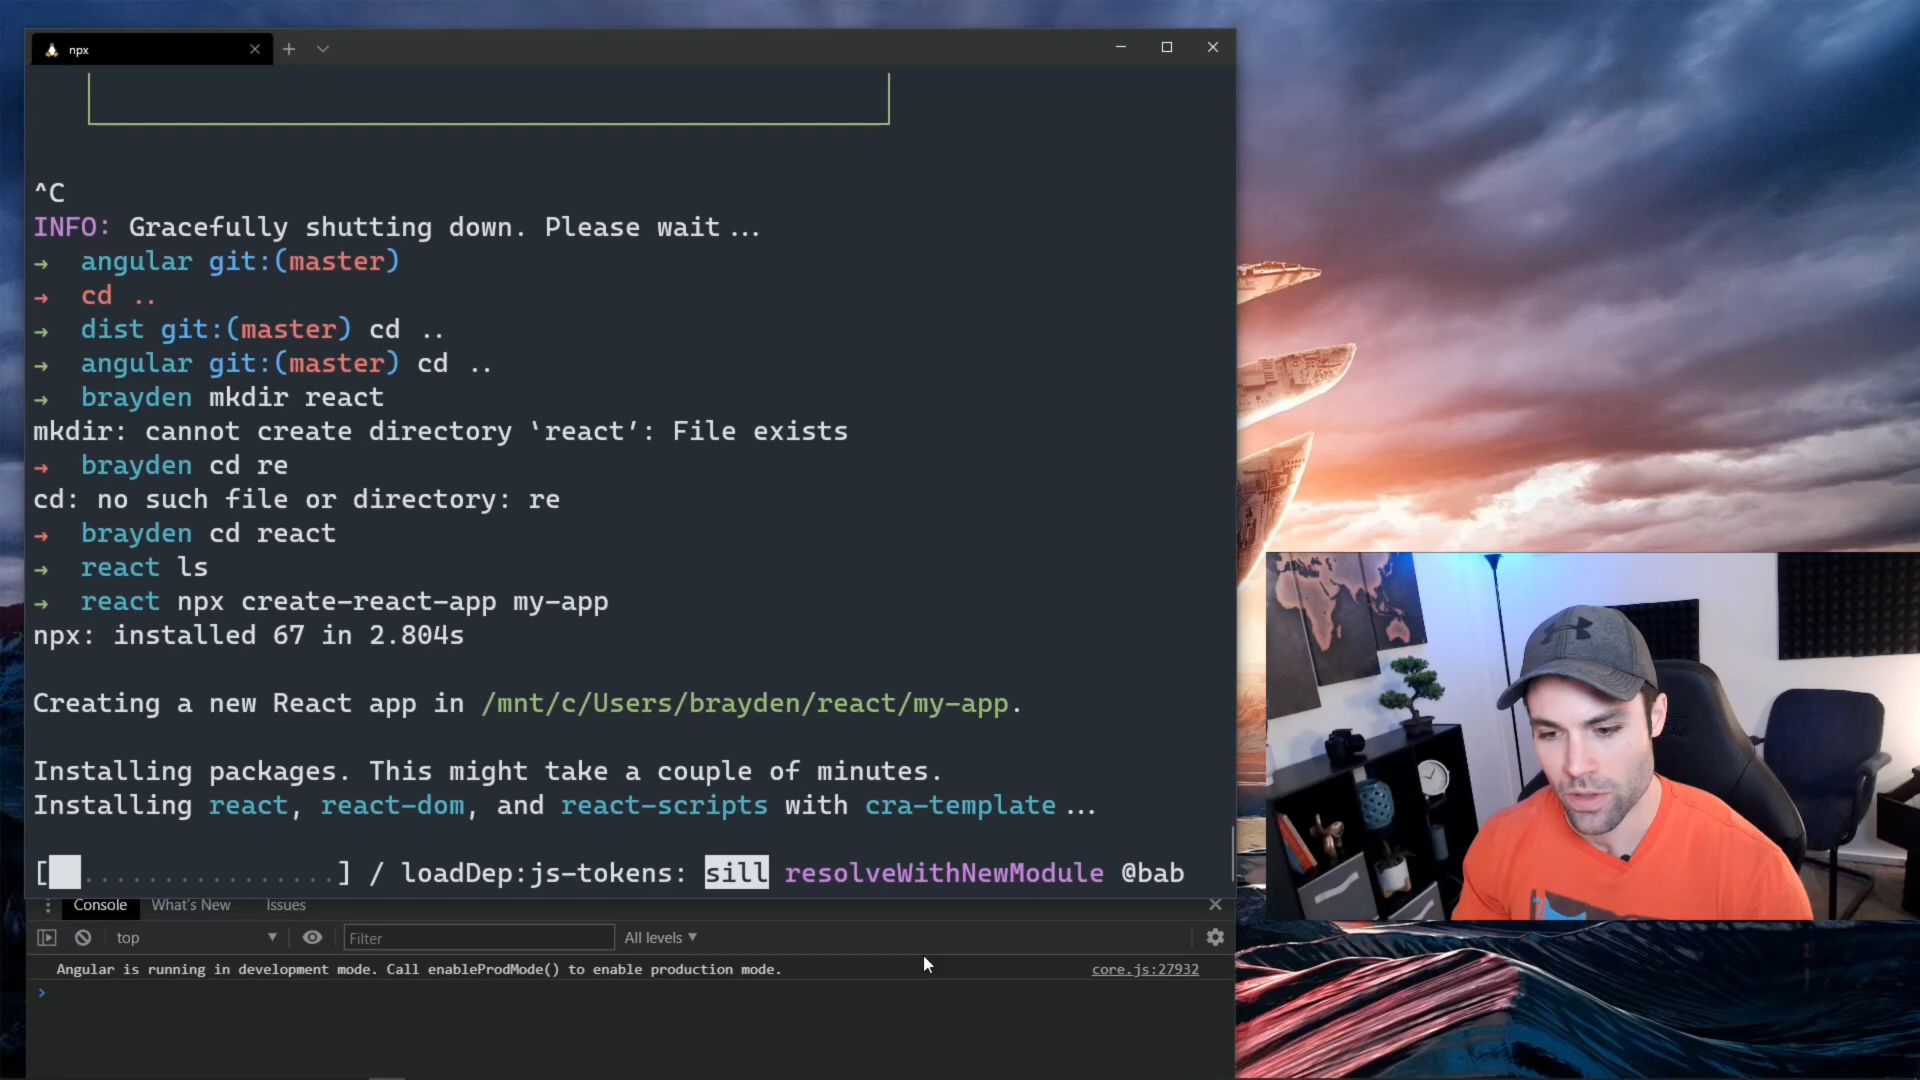 npx
^C
INFO: Gracefully shutting down. Please wait...
→ angular git:(master)
→ cd ..
→ dist git:(master) cd ..
→ angular git:(master) cd ..
→ brayden mkdir react
mkdir: cannot create directory ‘react’: File exists
→ brayden cd re
cd: no such file or directory: re
→ brayden cd react
→ react ls
→ react npx create-react-app my-app
npx: installed 67 in 2.804s
Creating a new React app in /mnt/c/Users/brayden/react/my-app.
Installing packages. This might take a couple of minutes.
Installing react, react-dom, and react-scripts with cra-template...
[ ................] / loadDep:js-tokens: sill resolveWithNewModule @bab
Console What's New Issues
top Filter All levels
Angular is running in development mode. Call enableProdMode() to enable production mode. core.js:27932
>